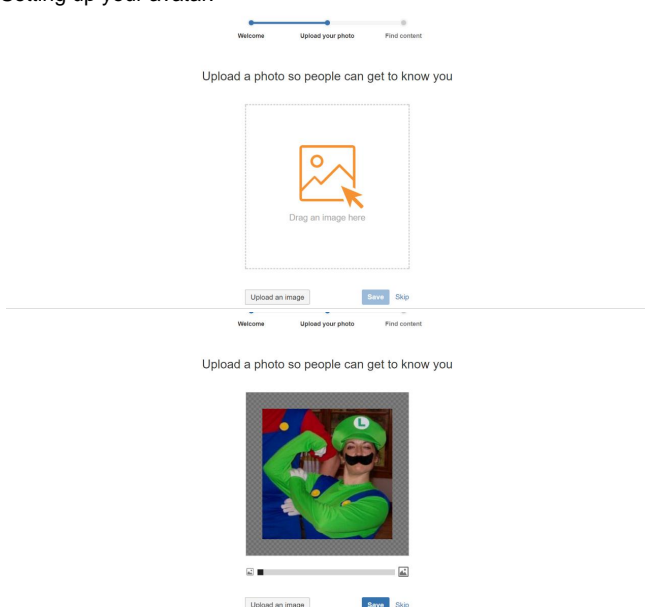 Setting up your avatar.
Welcome Upload your photo Find content
Upload a photo so people can get to know you
Drag an image here
Upload an image Save Skip
Welcome Upload your photo Find content
Upload a photo so people can get to know you
L
Upload an image Save Skip